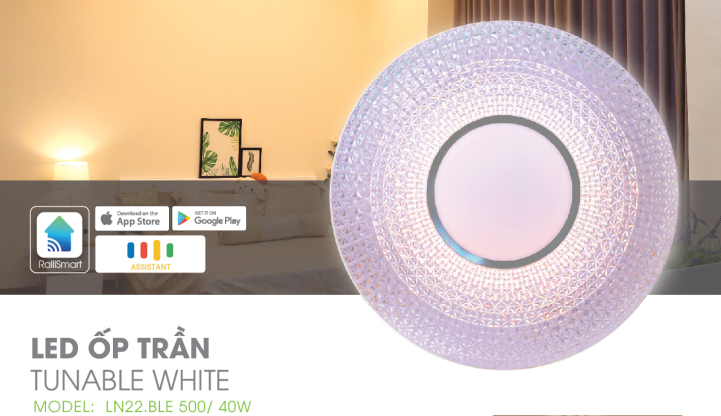 Download on the
App Store
GET IT ON
Google Play
RalliSmart
ASSISTANT
LED ỐP TRẦN
TUNABLE WHITE
MODEL: LN22.BLE 500/ 40W